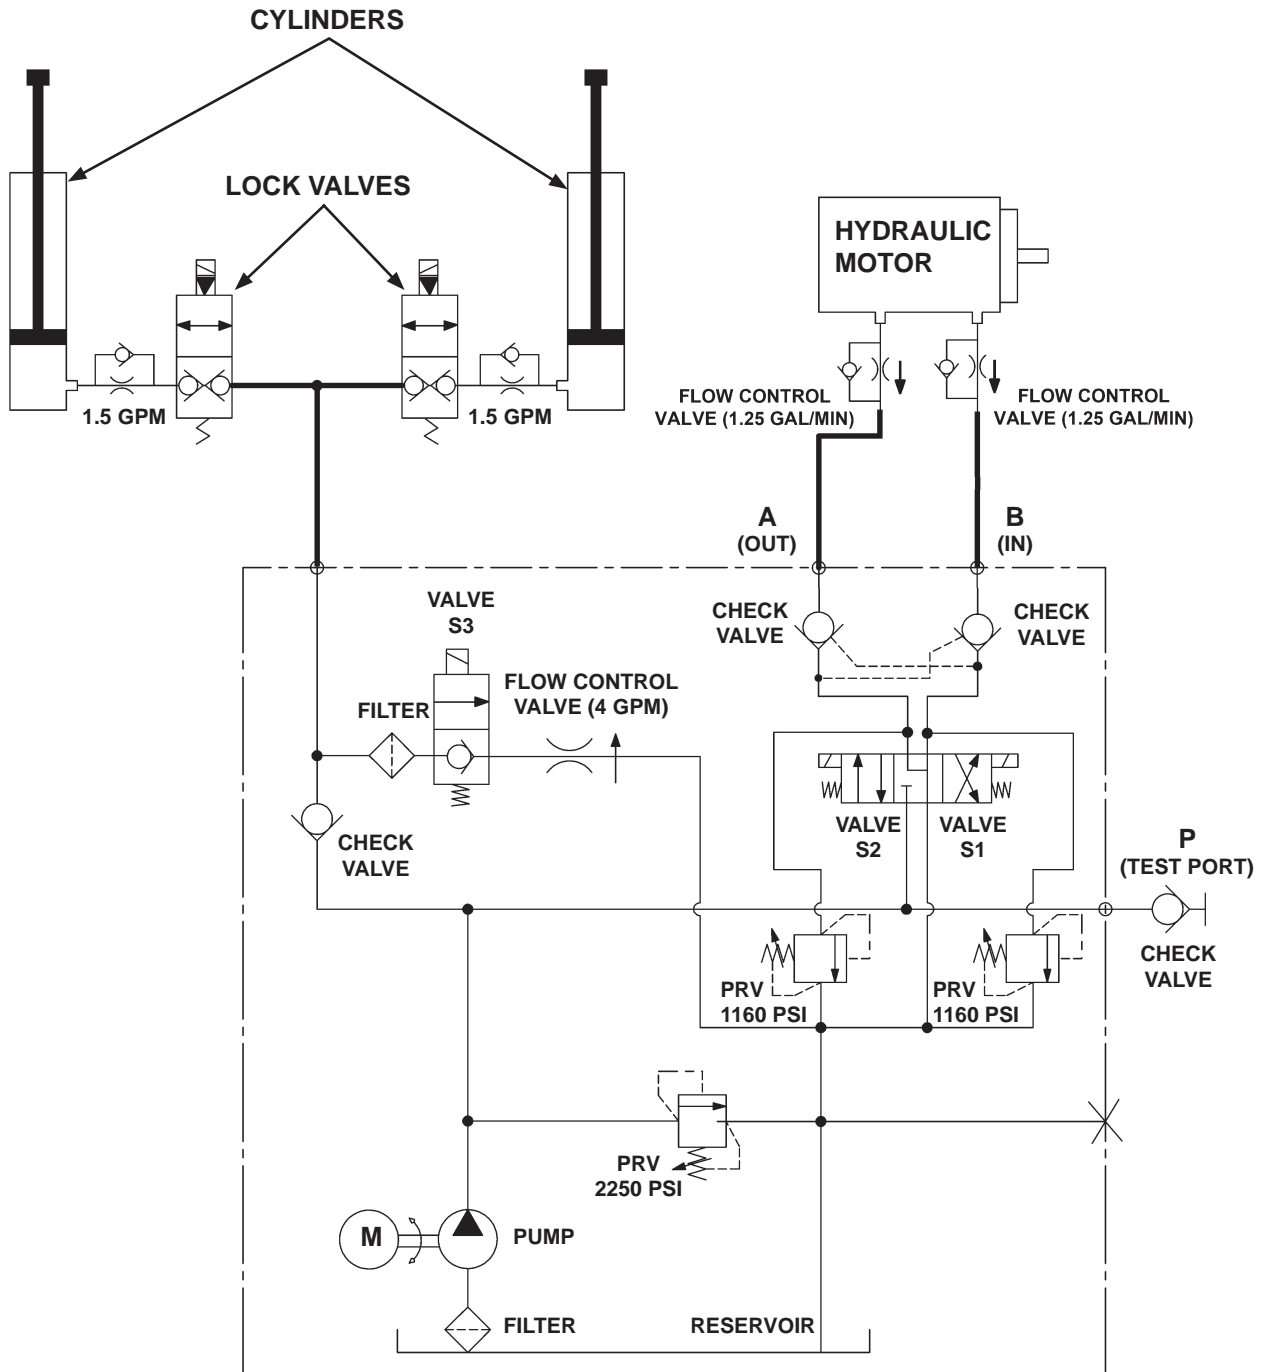 CYLINDERS
LOCK VALVES
HYDRAULIC
MOTOR
1.5 GPM
1.5 GPM
FLOW CONTROL
VALVE (1.25 GAL/MIN)
FLOW CONTROL
VALVE (1.25 GAL/MIN)
A
(OUT)
B
(IN)
VALVE
S3
CHECK
VALVE
CHECK
VALVE
FILTER
FLOW CONTROL
VALVE (4 GPM)
CHECK
VALVE
VALVE
S2
VALVE
S1
P
(TEST PORT)
CHECK
VALVE
PRV
1160 PSI
PRV
1160 PSI
PRV
2250 PSI
M
PUMP
FILTER
RESERVOIR